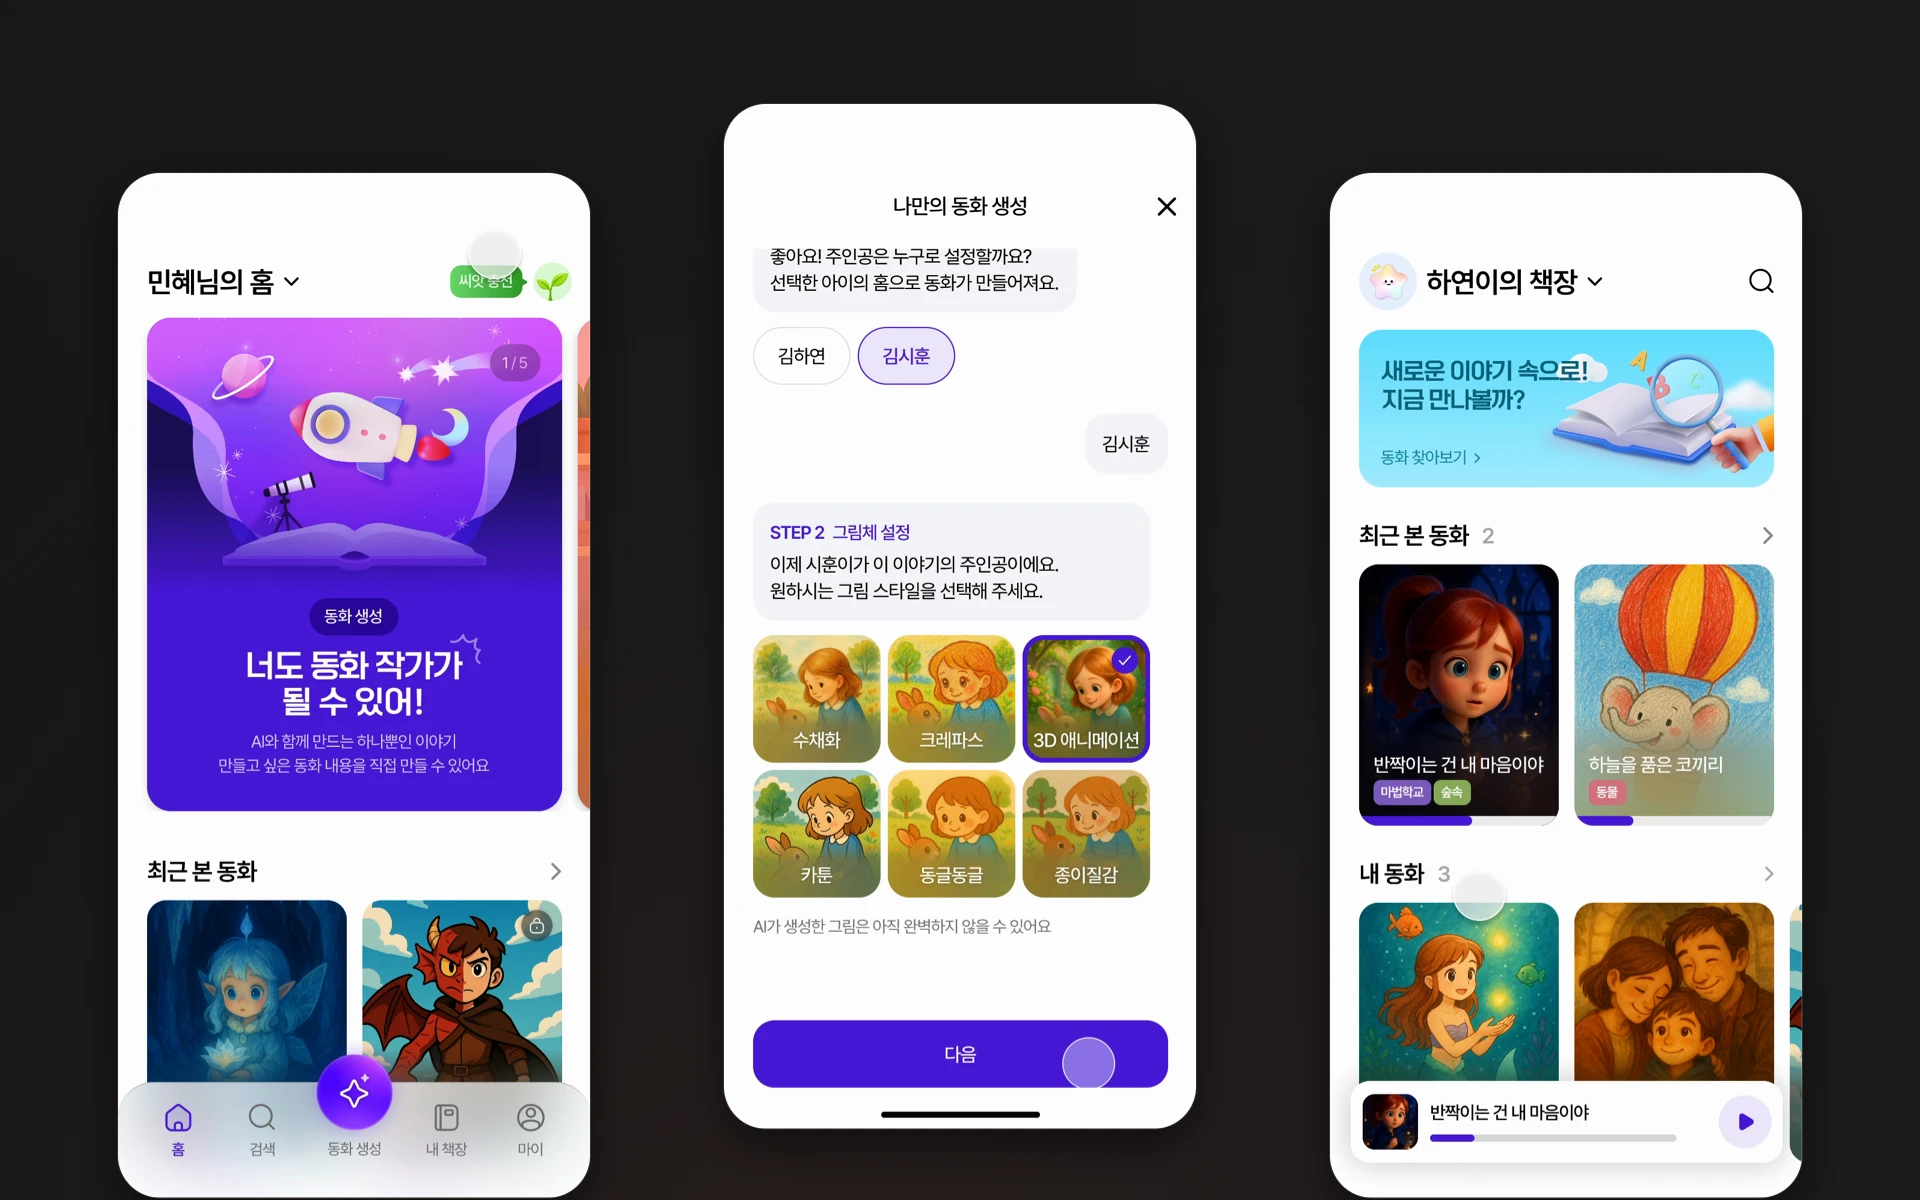 민혜님의 홈
씨앗 충전
1/5
동화 생성
너도 동화 작가가
될 수 있어!
AI와 함께 만드는 하나뿐인 이야기
만들고 싶은 동화 내용을 직접 만들 수 있어요
최근 본 동화
홈
검색
동화 생성
내 책장
마이
나만의 동화 생성
좋아요! 주인공은 누구로 설정할까요?
선택한 아이의 홈으로 동화가 만들어져요.
김하연
김시훈
김시훈
STEP 2 그림체 설정
이제 시훈이가 이 이야기의 주인공이에요.
원하시는 그림 스타일을 선택해 주세요.
수채화
크레파스
3D 애니메이션
카툰
동글동글
종이질감
AI가 생성한 그림은 아직 완벽하지 않을 수 있어요
다음
하연이의 책장
새로운 이야기 속으로!
지금 만나볼까?
동화 찾아보기
A
B
C
최근 본 동화 2
반짝이는 건 내 마음이야
마법학교
숲속
하늘을 품은 코끼리
동물
내 동화 3
반짝이는 건 내 마음이야